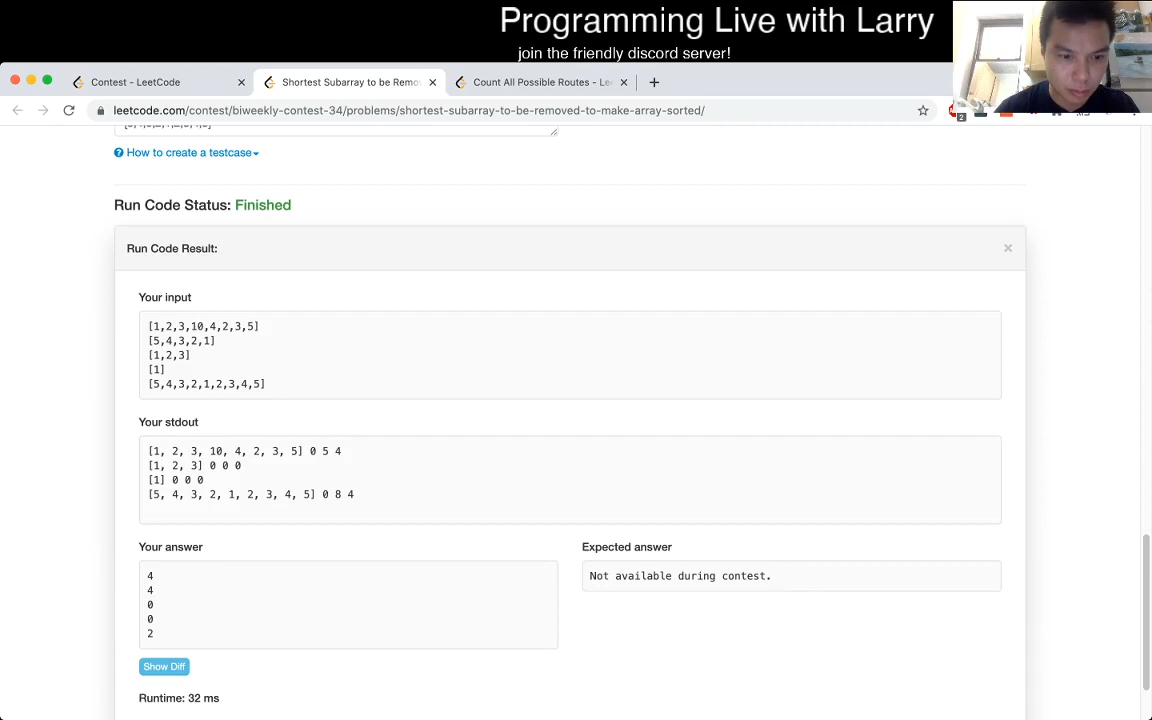 Programming Live with Larry
join the friendly discord server!
Contest - LeetCode
Shortest Subarray to be Remo
Count All Possible Routes - Le
leetcode.com/contest/biweekly-contest-34/problems/shortest-subarray-to-be-removed-to-make-array-sorted/
2
How to create a testcase
Run Code Status: Finished
Run Code Result:
Your input
[1,2,3,10,4,2,3,5]
[5,4,3,2,1]
[1,2,3]
[1]
[5,4,3,2,1,2,3,4,5]
Your stdout
[1, 2, 3, 10, 4, 2, 3, 5] 0 5 4
[1, 2, 3] 0 0 0
[1] 0 0 0
[5, 4, 3, 2, 1, 2, 3, 4, 5] 0 8 4
Your answer
4
4
0
0
2
Expected answer
Not available during contest.
Show Diff
Runtime: 32 ms